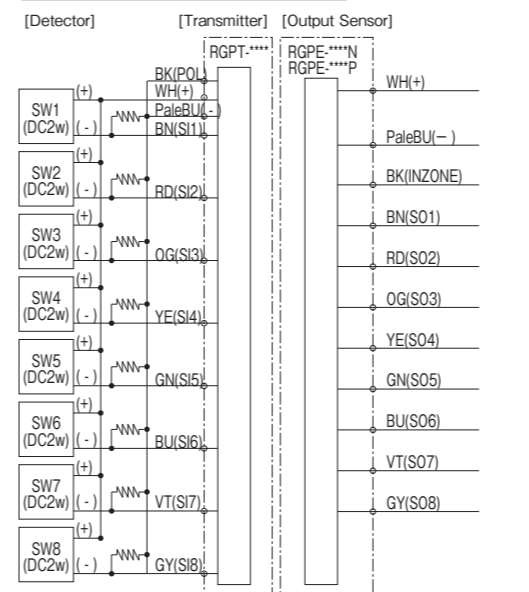 [Detector] [Transmitter] [Output Sensor]
RGPT-****
RGPE-****N
RGPE-****P
BK(POL)
WH(+)
PaleBU(-)
BN(SI1)
RD(SI2)
OG(SI3)
YE(SI4)
GN(SI5)
BU(SI6)
VT(SI7)
GY(SI8)
SW1
(DC2w)
(+)
(-)
SW2
(DC2w)
(+)
(-)
SW3
(DC2w)
(+)
(-)
SW4
(DC2w)
(+)
(-)
SW5
(DC2w)
(+)
(-)
SW6
(DC2w)
(+)
(-)
SW7
(DC2w)
(+)
(-)
SW8
(DC2w)
(+)
(-)
WH(+)
PaleBU(−)
BK(INZONE)
BN(SO1)
RD(SO2)
OG(SO3)
YE(SO4)
GN(SO5)
BU(SO6)
VT(SO7)
GY(SO8)